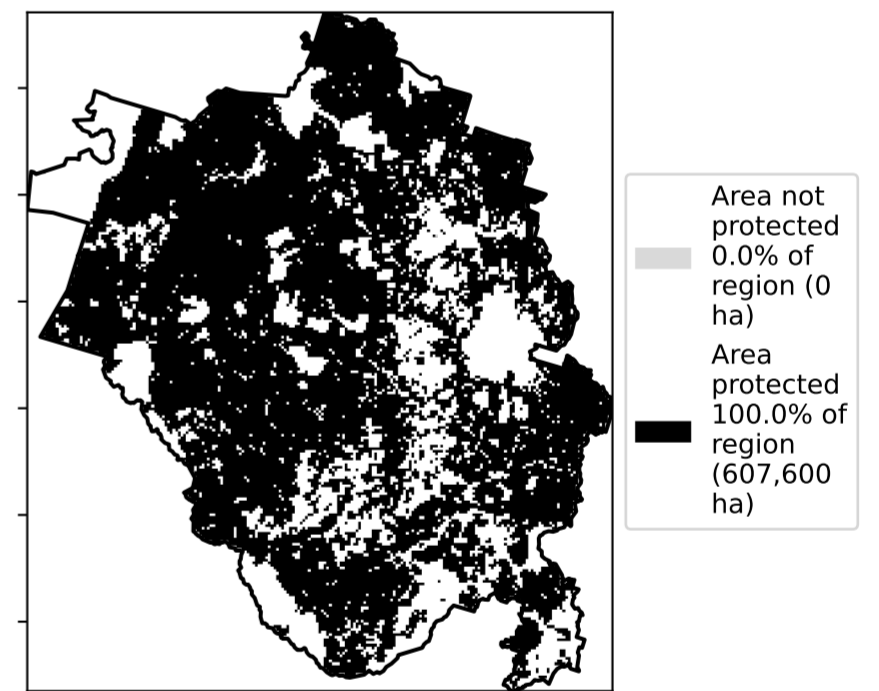 Area not
protected
0.0% of
region (0
ha)
Area
protected
100.0% of
region
(607,600
ha)